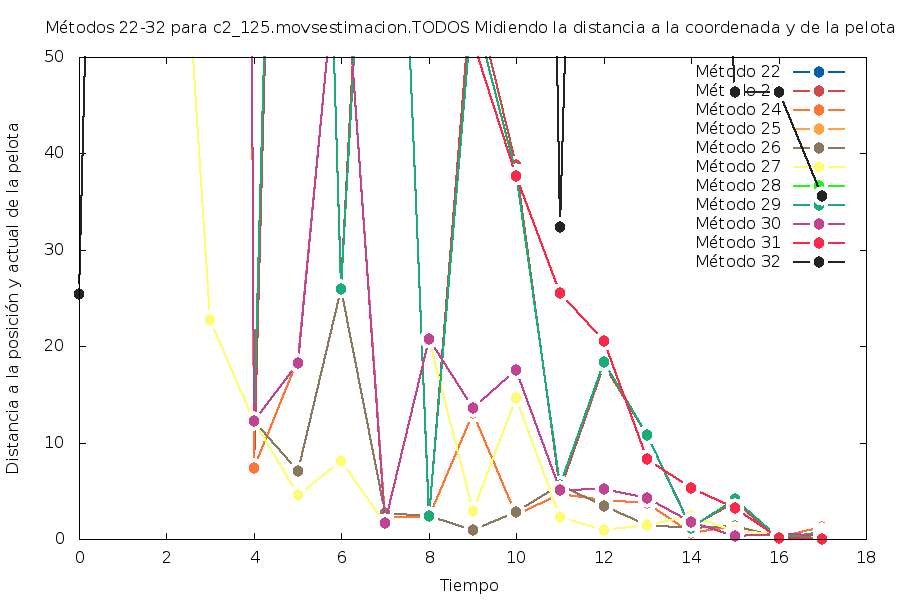 Métodos 22-32 para c2_125.movsestimacion.TODOS Midiendo la distancia a la coordenada y de la pelota
Distancia a la posición y actual de la pelota
50
40
30
20
10
0
0 2 4 6 8 10 12 14 16 18
Tiempo
Método 22
Método 24
Método 25
Método 26
Método 27
Método 28
Método 29
Método 30
Método 31
Método 32